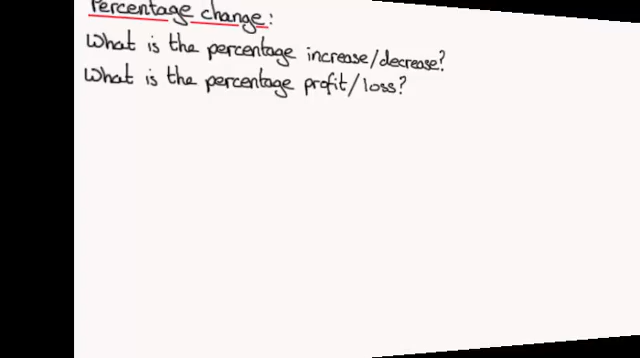 Percentage change:
What is the percentage increase/decrease?
What is the percentage profit/loss?